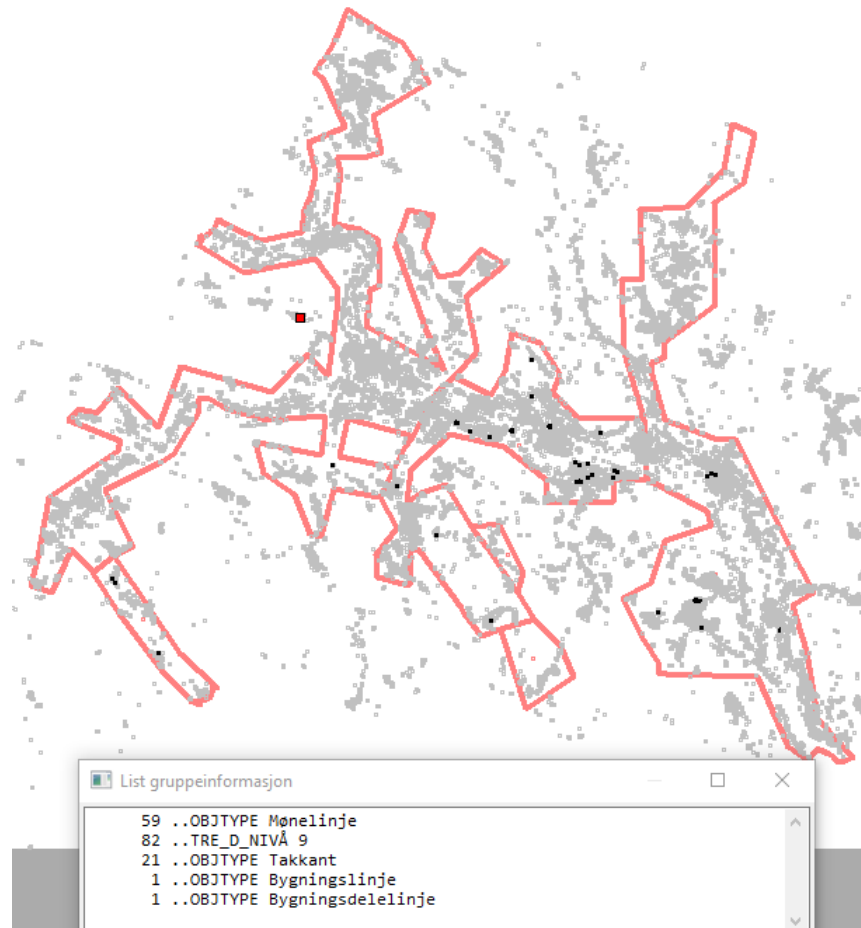 List gruppeinformasjon
59 ..OBJTYPE Mønelinje
82 ..TRE_D_NIVÅ 9
21 ..OBJTYPE Takkant
1 ..OBJTYPE Bygningslinje
1 ..OBJTYPE Bygningsdelelinje